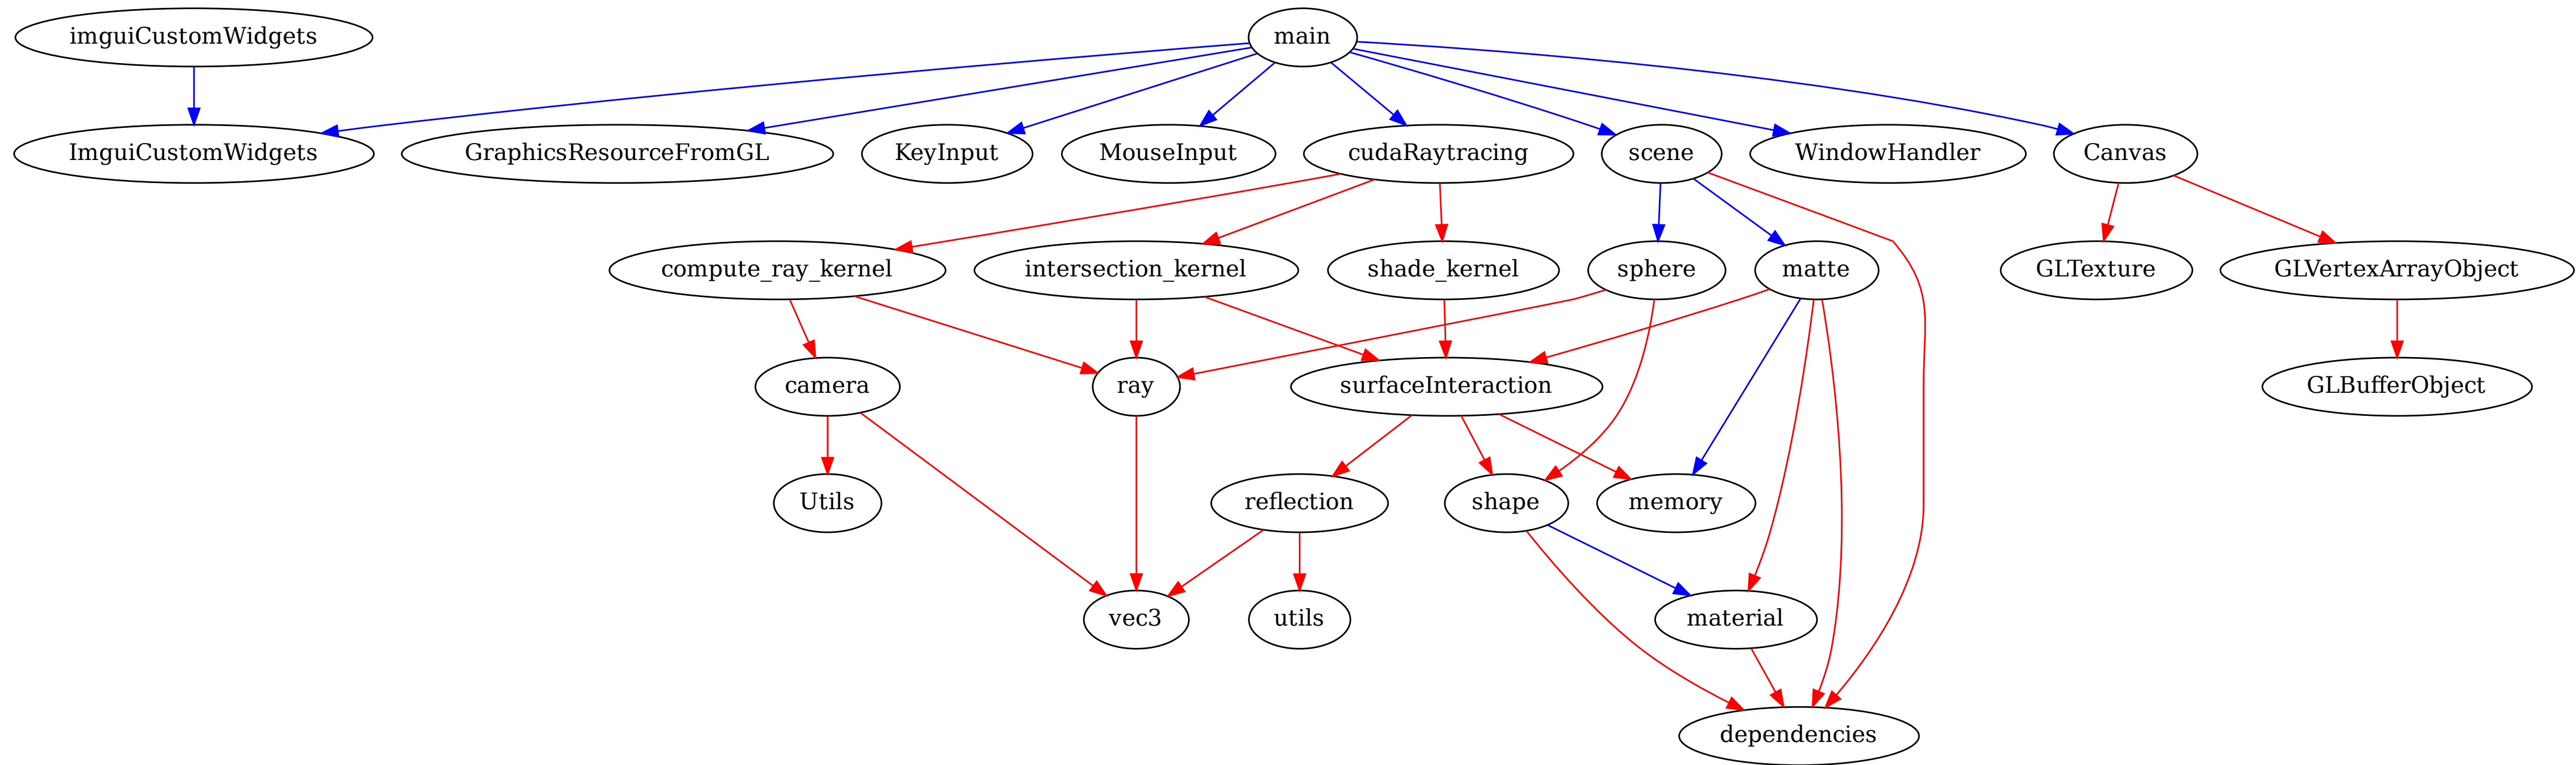 imguiCustomWidgets
main
ImguiCustomWidgets
GraphicsResourceFromGL
KeyInput
MouseInput
cudaRaytracing
scene
WindowHandler
Canvas
compute_ray_kernel
intersection_kernel
shade_kernel
sphere
matte
GLTexture
GLVertexArrayObject
camera
ray
surfaceInteraction
GLBufferObject
Utils
reflection
shape
memory
vec3
utils
material
dependencies